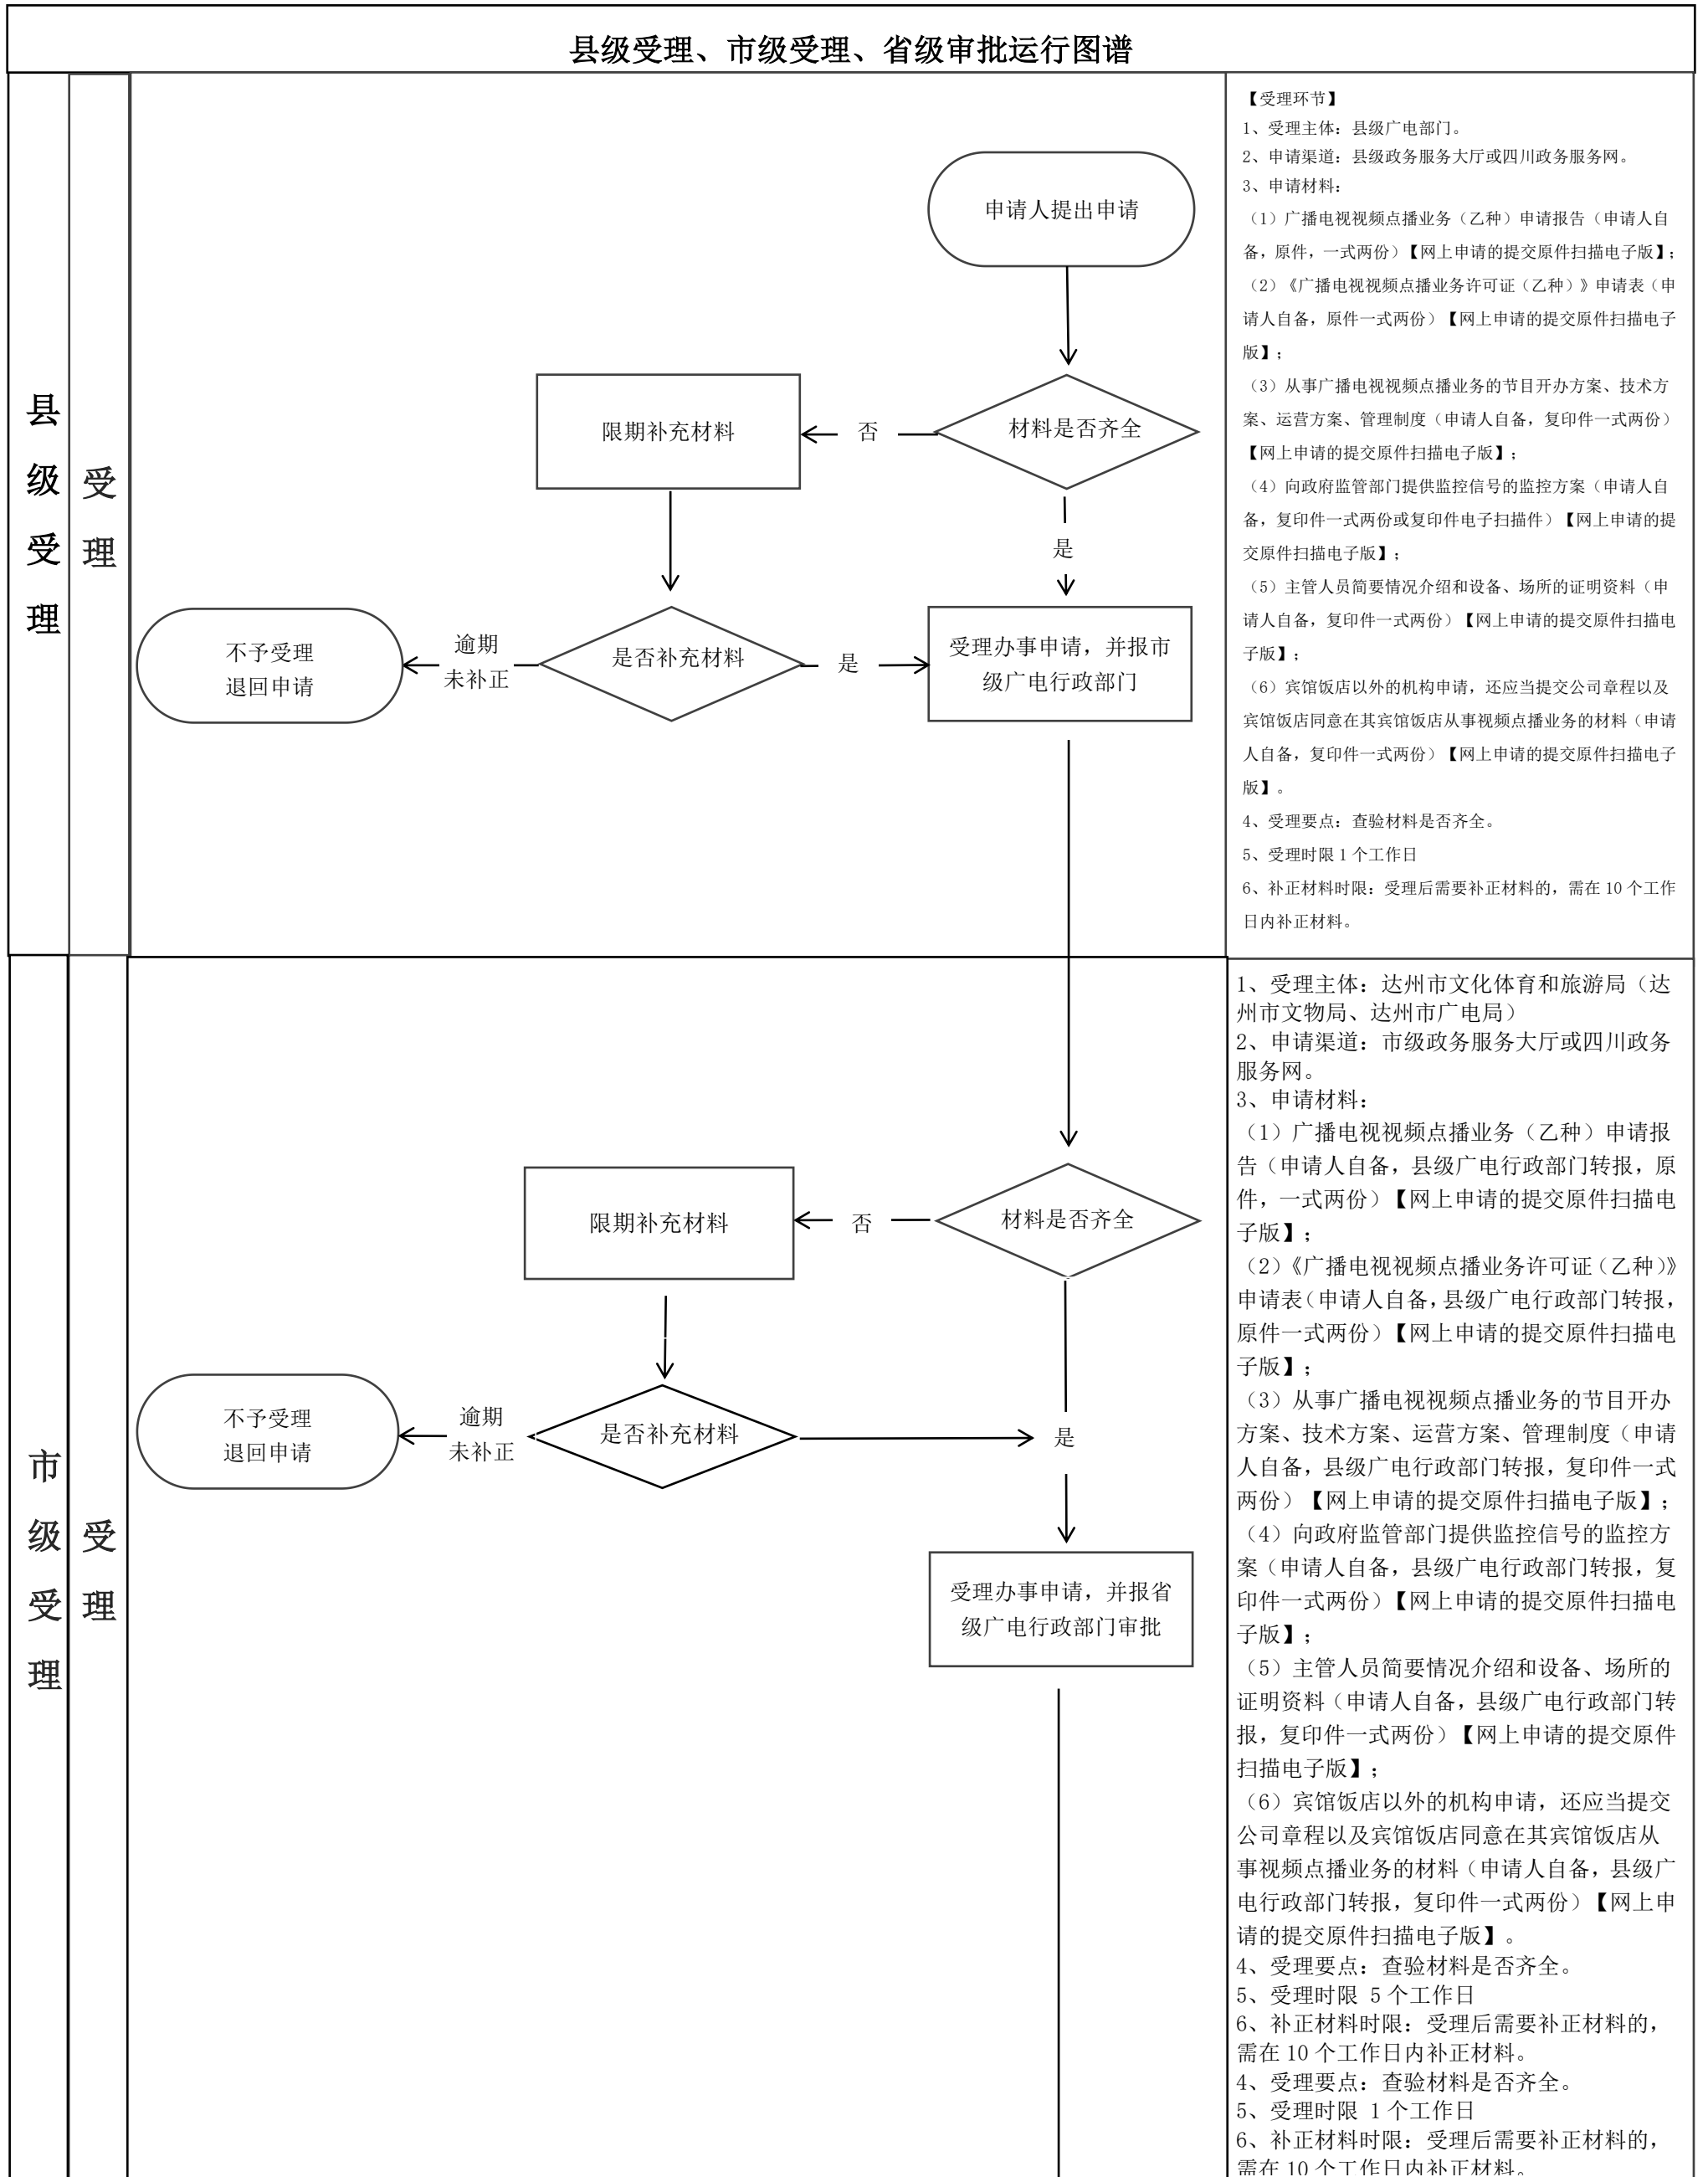 县级受理、市级受理、省级审批运行图谱
县
级
受
理
受
理
申请人提出申请
材料是否齐全
否
限期补充材料
是
是否补充材料
逾期
未补正
不予受理
退回申请
是
受理办事申请，并报市
级广电行政部门
【受理环节】
1、受理主体：县级广电部门。
2、申请渠道：县级政务服务大厅或四川政务服务网。
3、申请材料：
（1）广播电视视频点播业务（乙种）申请报告（申请人自
备，原件，一式两份）【网上申请的提交原件扫描电子版】；
（2）《广播电视视频点播业务许可证（乙种）》申请表（申
请人自备，原件一式两份）【网上申请的提交原件扫描电子
版】；
（3）从事广播电视视频点播业务的节目开办方案、技术方
案、运营方案、管理制度（申请人自备，复印件一式两份）
【网上申请的提交原件扫描电子版】；
（4）向政府监管部门提供监控信号的监控方案（申请人自
备，复印件一式两份或复印件电子扫描件）【网上申请的提
交原件扫描电子版】；
（5）主管人员简要情况介绍和设备、场所的证明资料（申
请人自备，复印件一式两份）【网上申请的提交原件扫描电
子版】；
（6）宾馆饭店以外的机构申请，还应当提交公司章程以及
宾馆饭店同意在其宾馆饭店从事视频点播业务的材料（申请
人自备，复印件一式两份）【网上申请的提交原件扫描电子
版】。
4、受理要点：查验材料是否齐全。
5、受理时限 1 个工作日
6、补正材料时限：受理后需要补正材料的，需在 10 个工作
日内补正材料。
市
级
受
理
受
理
材料是否齐全
否
限期补充材料
是否补充材料
逾期
未补正
不予受理
退回申请
是
受理办事申请，并报省
级广电行政部门审批
1、受理主体：达州市文化体育和旅游局（达
州市文物局、达州市广电局）
2、申请渠道：市级政务服务大厅或四川政务
服务网。
3、申请材料：
（1）广播电视视频点播业务（乙种）申请报
告（申请人自备，县级广电行政部门转报，原
件，一式两份）【网上申请的提交原件扫描电
子版】；
（2）《广播电视视频点播业务许可证（乙种）》
申请表（申请人自备，县级广电行政部门转报，
原件一式两份）【网上申请的提交原件扫描电
子版】；
（3）从事广播电视视频点播业务的节目开办
方案、技术方案、运营方案、管理制度（申请
人自备，县级广电行政部门转报，复印件一式
两份）【网上申请的提交原件扫描电子版】；
（4）向政府监管部门提供监控信号的监控方
案（申请人自备，县级广电行政部门转报，复
印件一式两份）【网上申请的提交原件扫描电
子版】；
（5）主管人员简要情况介绍和设备、场所的
证明资料（申请人自备，县级广电行政部门转
报，复印件一式两份）【网上申请的提交原件
扫描电子版】；
（6）宾馆饭店以外的机构申请，还应当提交
公司章程以及宾馆饭店同意在其宾馆饭店从
事视频点播业务的材料（申请人自备，县级广
电行政部门转报，复印件一式两份）【网上申
请的提交原件扫描电子版】。
4、受理要点：查验材料是否齐全。
5、受理时限 5 个工作日
6、补正材料时限：受理后需要补正材料的，
需在 10 个工作日内补正材料。
4、受理要点：查验材料是否齐全。
5、受理时限 1 个工作日
6、补正材料时限：受理后需要补正材料的，
需在 10 个工作日内补正材料。